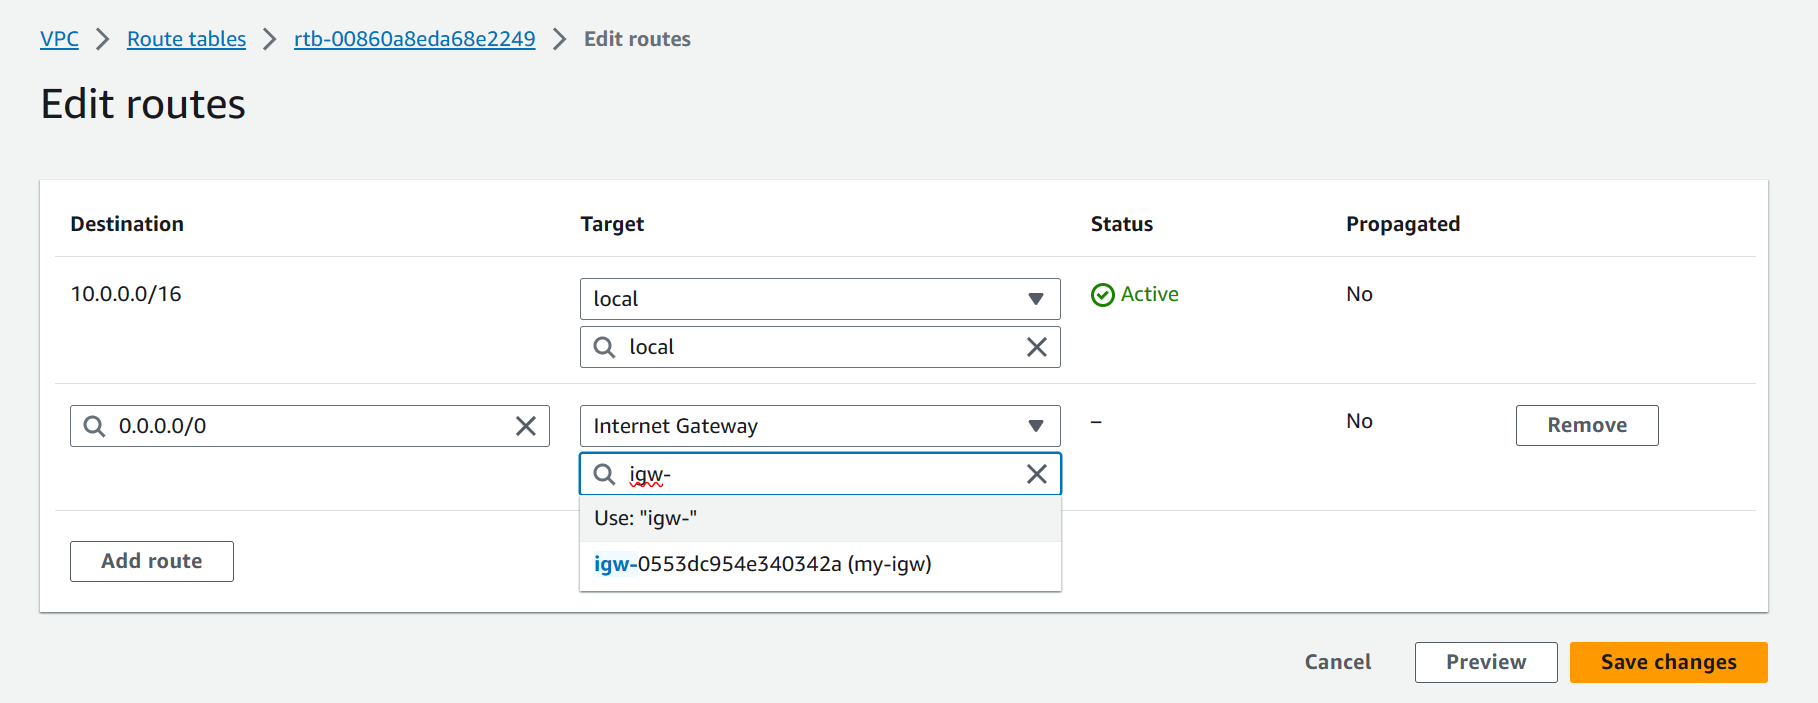 VPC > Route tables > rtb-00860a8eda68e2249 > Edit routes
Edit routes
Destination Target Status Propagated
10.0.0.0/16 local Active No
local
0.0.0.0/0 Internet Gateway – No Remove
igw-
Use: "igw-"
Add route
igw-0553dc954e340342a (my-igw)
Cancel Preview Save changes